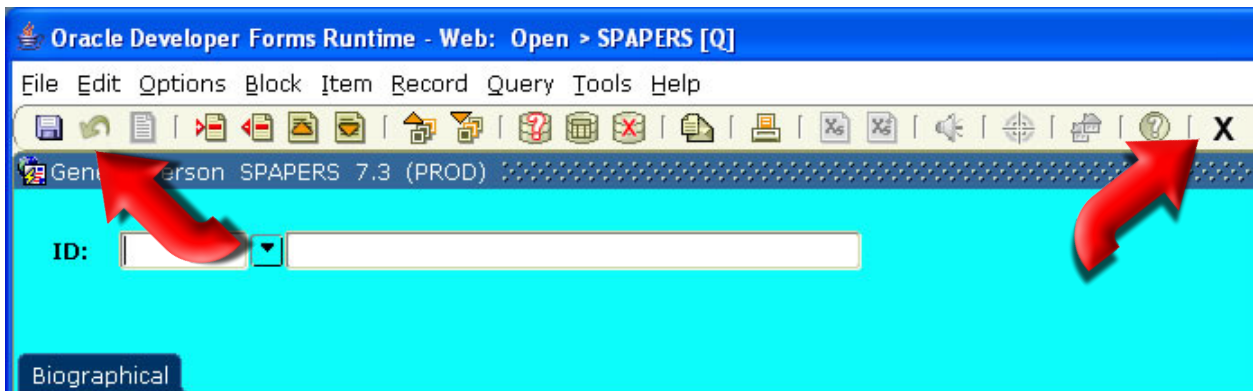 Oracle Developer Forms Runtime - Web: Open > SPAPERS [Q]
File Edit Options Block Item Record Query Tools Help
X
Gene erson SPAPERS 7.3 (PROD)
ID:
Biographical